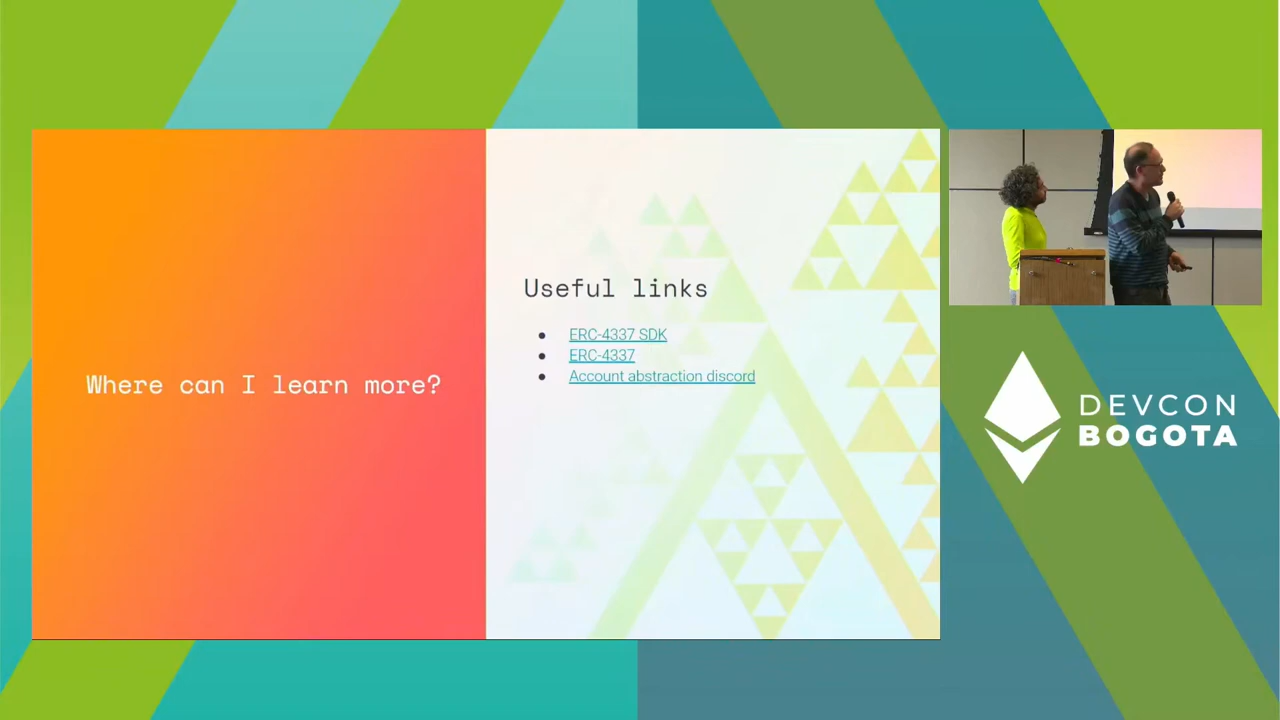 Where can I learn more?
Useful links
ERC-4337 SDK
ERC-4337
Account abstraction discord
DEVCON
BOGOTA